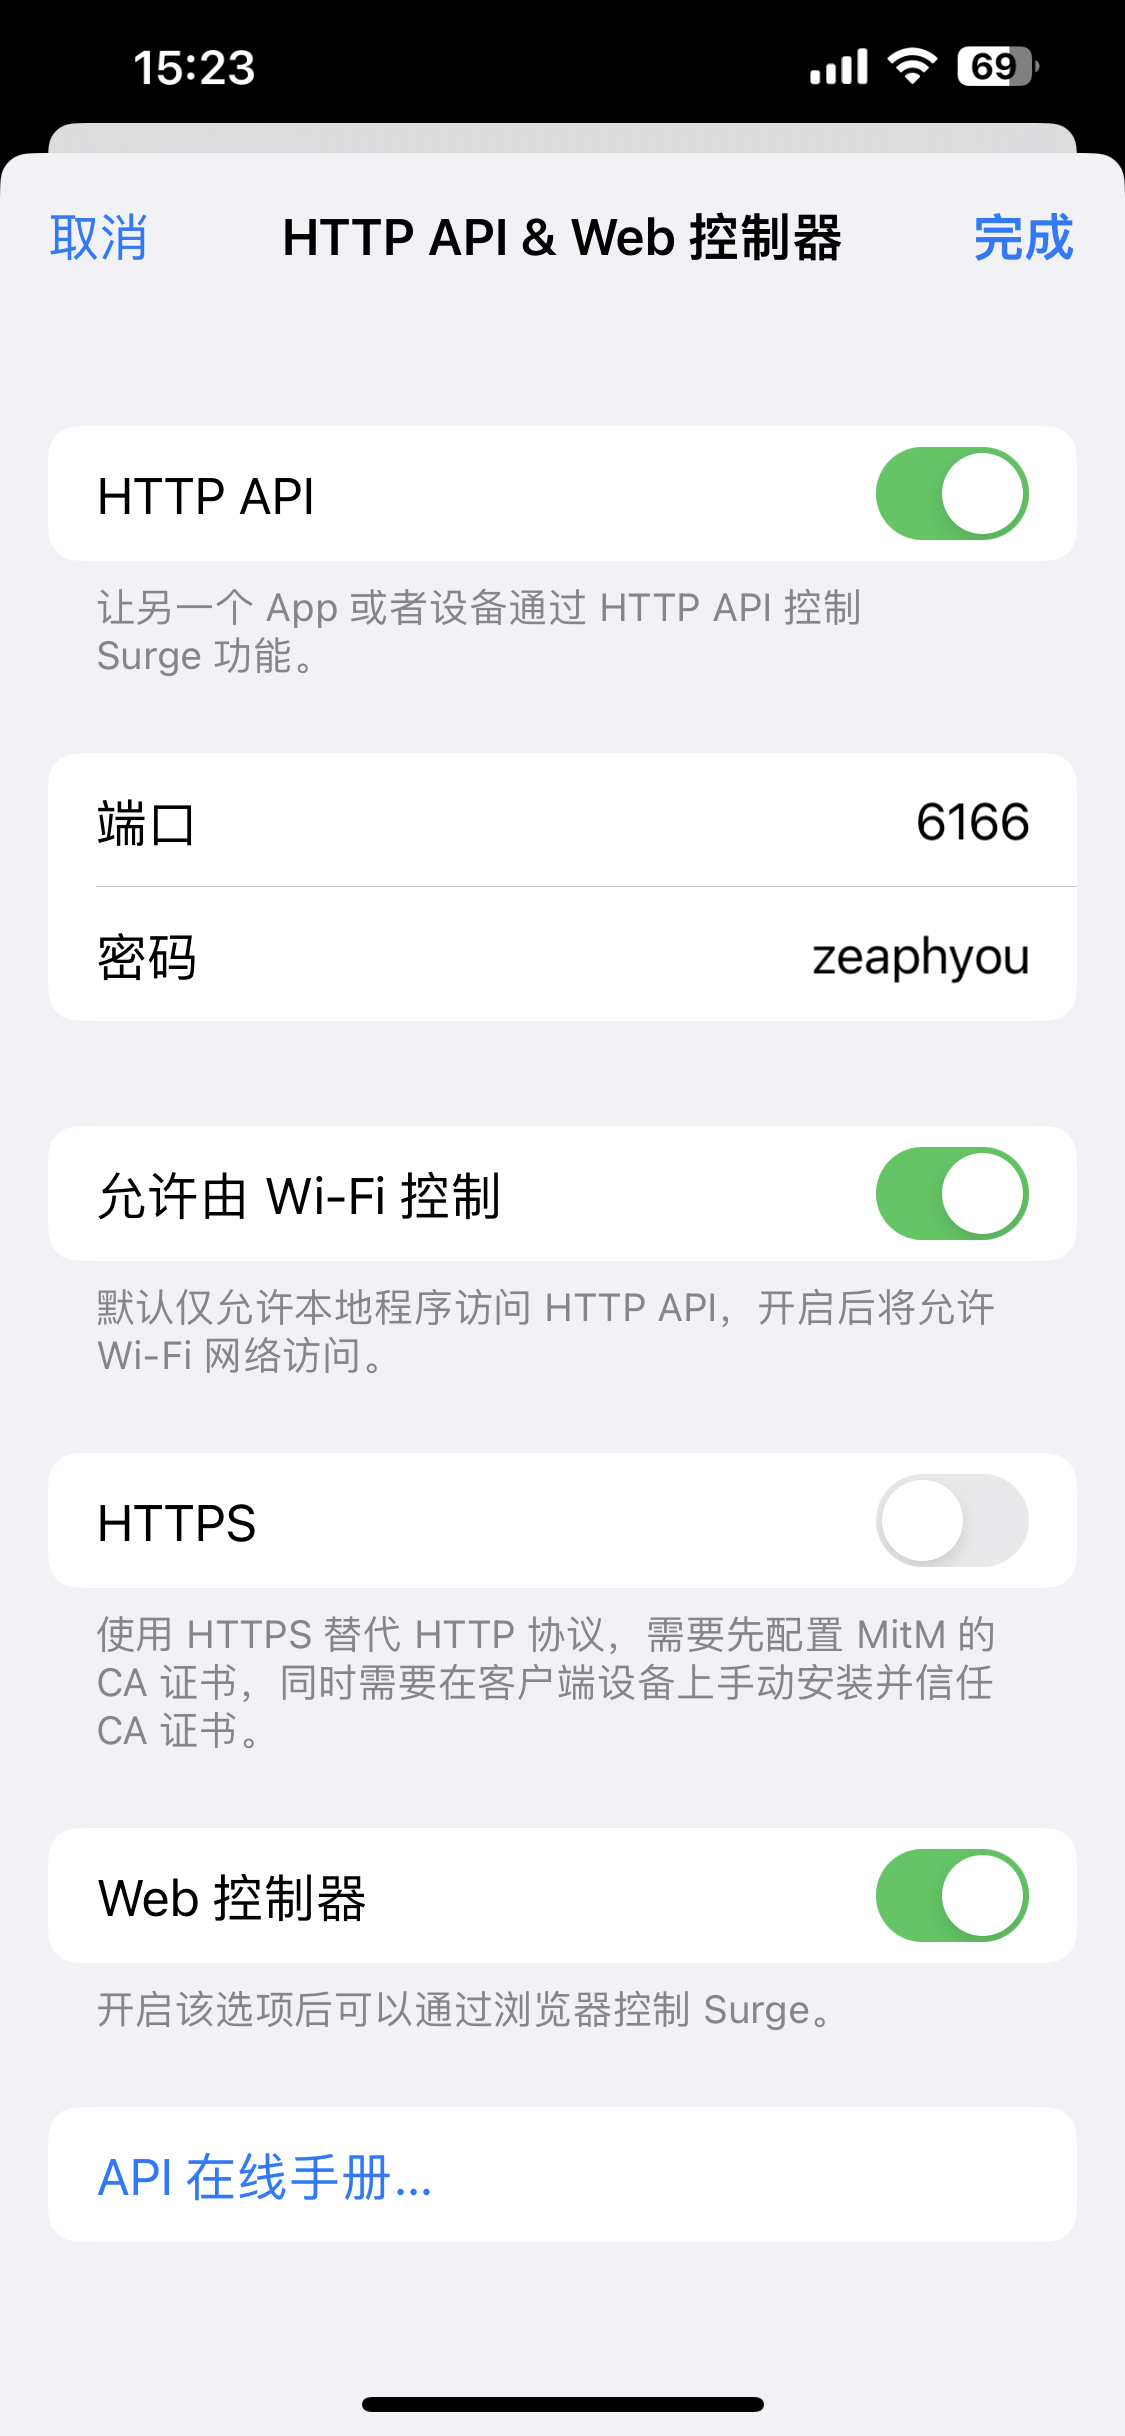 15:23
69
取消
HTTP API & Web 控制器
完成
HTTP API
让另一个 App 或者设备通过 HTTP API 控制
Surge 功能。
端口
6166
密码
zeaphyou
允许由 Wi-Fi 控制
默认仅允许本地程序访问 HTTP API，开启后将允许
Wi-Fi 网络访问。
HTTPS
使用 HTTPS 替代 HTTP 协议，需要先配置 MitM 的
CA 证书，同时需要在客户端设备上手动安装并信任
CA 证书。
Web 控制器
开启该选项后可以通过浏览器控制 Surge。
API 在线手册...